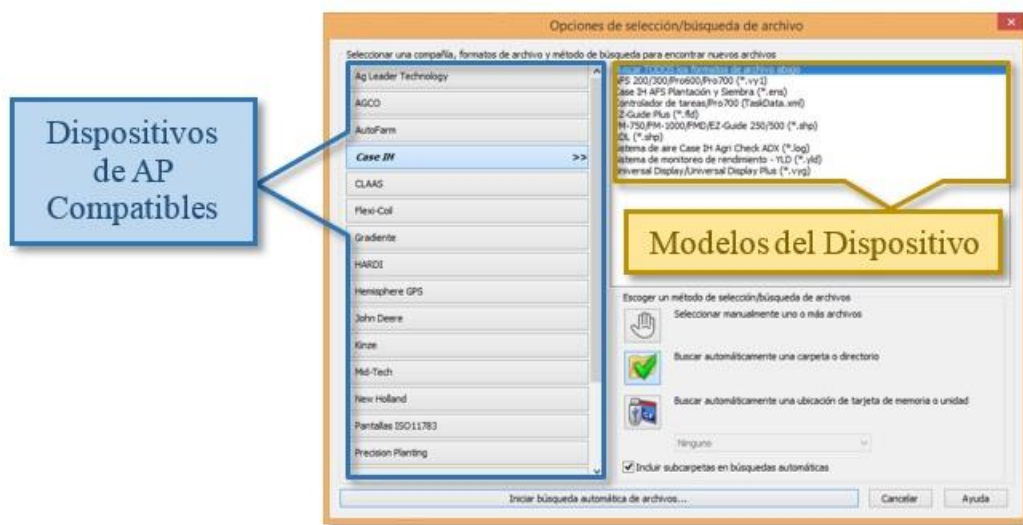 Opciones de selección/búsqueda de archivo
Seleccionar una compañía, formatos de archivo y método de búsqueda para encontrar nuevos archivos
Dispositivos
de AP
Compatibles
Ag Leader Technology
AGCO
AutoFarm
Case IH >>
CLAAS
Flexi-Coil
Gradiente
HARDI
Hemisphere GPS
John Deere
Kinze
Mid-Tech
New Holland
Pantallas ISO11783
Precision Planting
los formatos de archivo abajo
AFS 200/300/Pro600/Pro700 (*.vy1)
Case IH AFS Plantación y Siembra (*.ens)
Controlador de tareas/Pro700 (TaskData.xml)
EZ-Guide Plus (*.fld)
FM-750/FM-1000/FMD/EZ-Guide 250/500 (*.shp)
(*.shp)
Sistema de aire Case IH Agri Check ADX (*.log)
Sistema de monitoreo de rendimiento - YLD (*.yld)
Universal Display/Universal Display Plus (*.vyg)
Modelos del Dispositivo
Escoger un método de selección/búsqueda de archivos
Seleccionar manualmente uno o más archivos
Buscar automáticamente una carpeta o directorio
Buscar automáticamente una ubicación de tarjeta de memoria o unidad
Ninguno
Incluir subcarpetas en búsquedas automáticas
Iniciar búsqueda automática de archivos...
Cancelar
Ayuda